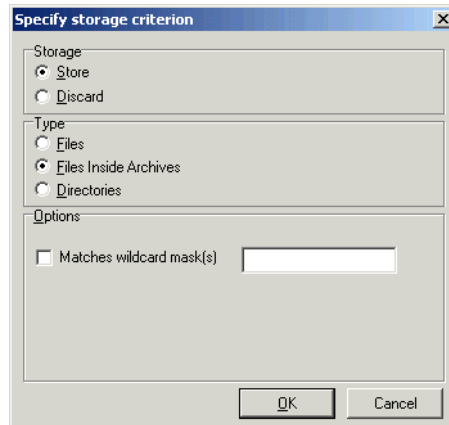 Specify storage criterion
Storage
Store
Discard
Type
Files
Files Inside Archives
Directories
Options
Matches wildcard mask(s)
OK Cancel